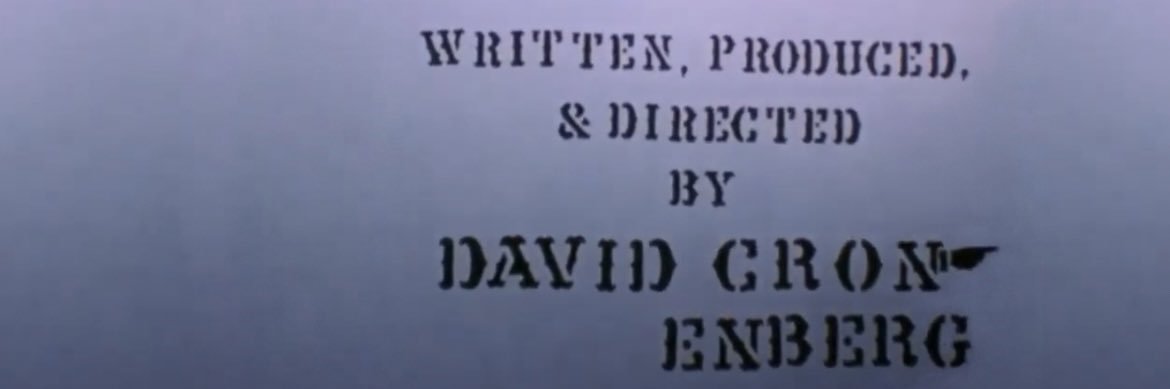 WRITTEN, PRODUCED,
& DIRECTED
BY
DAVID CRON
ENBERG